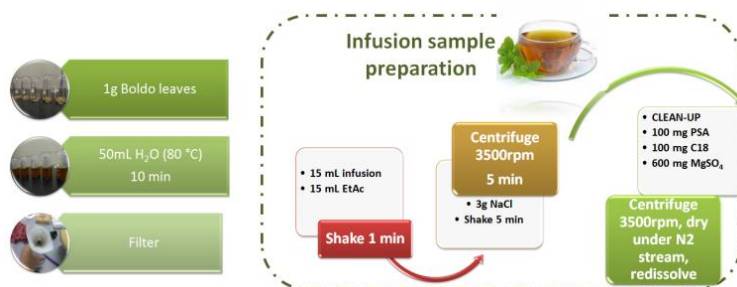 Infusion sample
preparation
1g Boldo leaves
50mL H₂O (80 °C)
10 min
Filter
• 15 mL infusion
• 15 mL EtAc
Shake 1 min
Centrifuge
3500rpm
5 min
• 3g NaCl
• Shake 5 min
• CLEAN-UP
• 100 mg PSA
• 100 mg C18
• 600 mg MgSO₄
Centrifuge
3500rpm, dry
under N2
stream,
redissolve